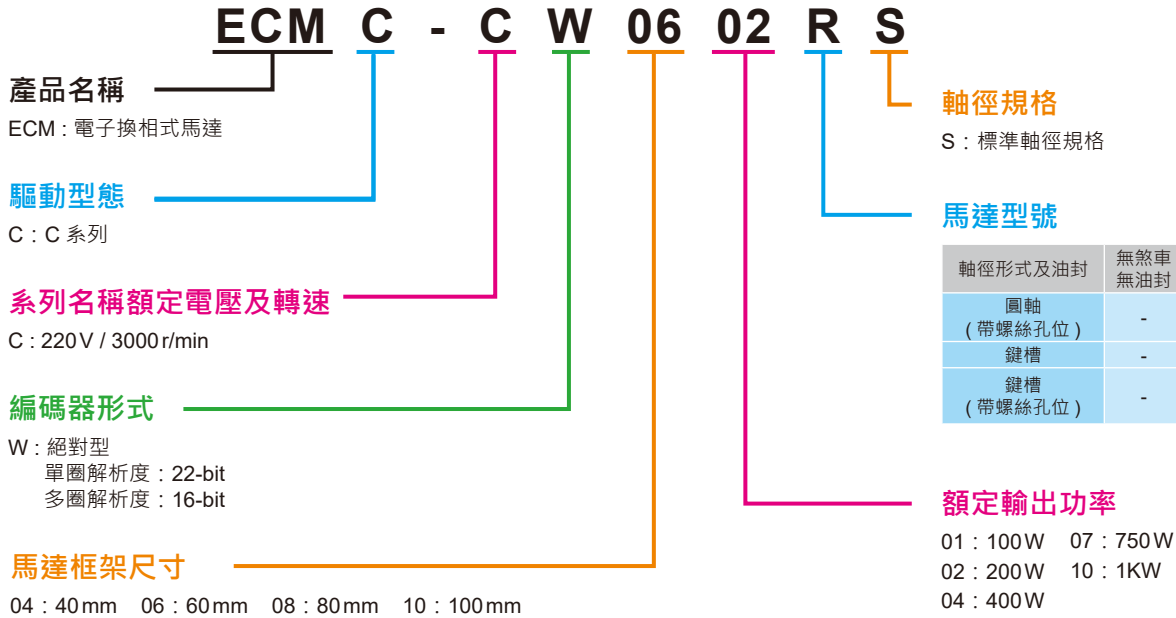 ECM C - C W 06 02 R S
產品名稱
ECM : 電子換相式馬達
驅動型態
C : C 系列
系列名稱額定電壓及轉速
C : 220V / 3000r/min
編碼器形式
W : 絕對型
單圈解析度 : 22-bit
多圈解析度 : 16-bit
馬達框架尺寸
04 : 40mm 06 : 60mm 08 : 80mm 10 : 100mm
軸徑規格
S : 標準軸徑規格
馬達型號
軸徑形式及油封 無煞車
無油封
圓軸
( 帶螺絲孔位 ) -
鍵槽 -
鍵槽
( 帶螺絲孔位 ) -
額定輸出功率
01 : 100W 07 : 750W
02 : 200W 10 : 1KW
04 : 400W